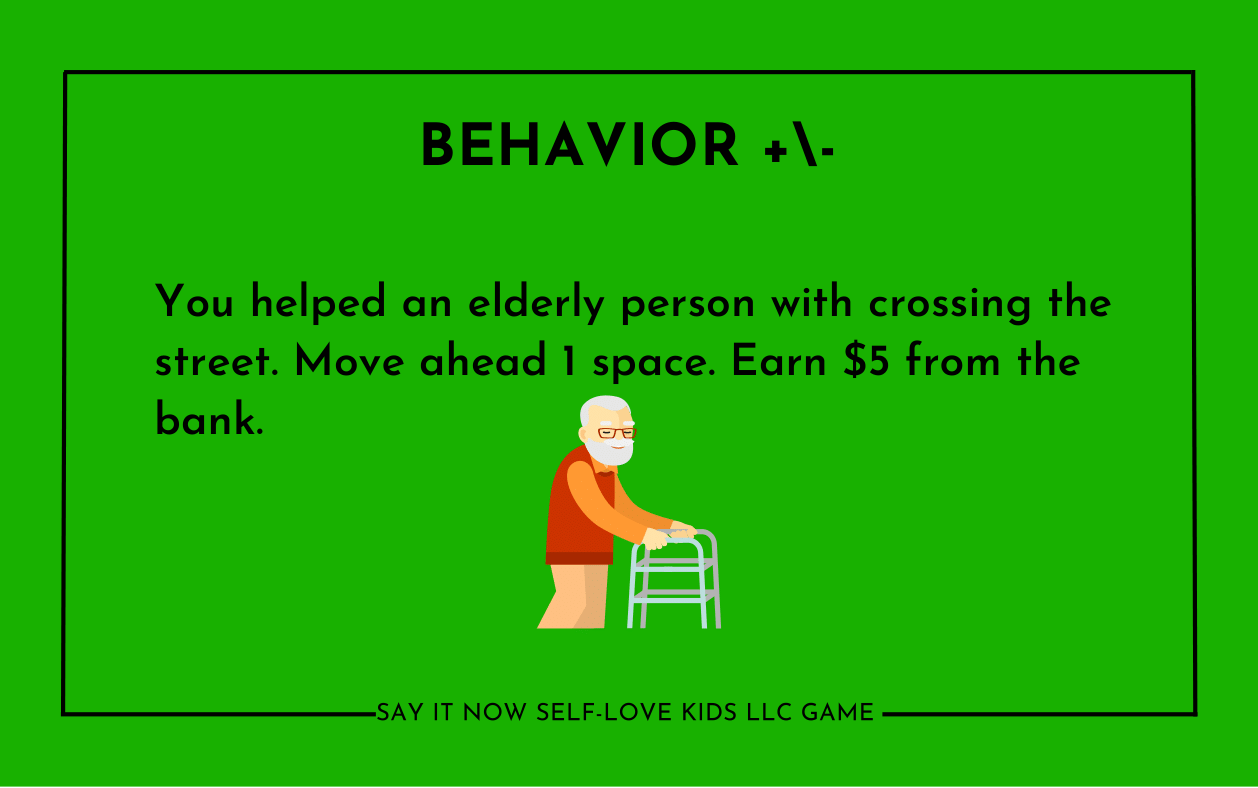 BEHAVIOR +\-
You helped an elderly person with crossing the
street. Move ahead 1 space. Earn $5 from the
bank.
SAY IT NOW SELF-LOVE KIDS LLC GAME